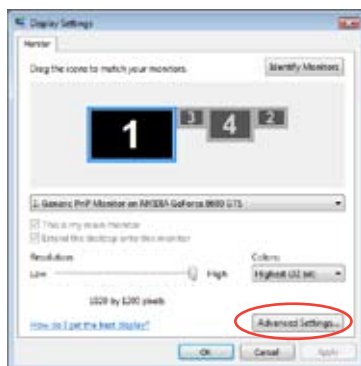 Display Settings
Monitor
Drag the icons to match your monitors.
Identify Monitors
1 3 4 2
1. Generic PnP Monitor on NVIDIA GeForce 8600 GTS
This is my main monitor
Extend the desktop onto this monitor
Resolution:
Colors:
Low High Highest (32 bit)
by 1200 pixels
How do I get the best display?
Advanced Settings...
OK Cancel Apply